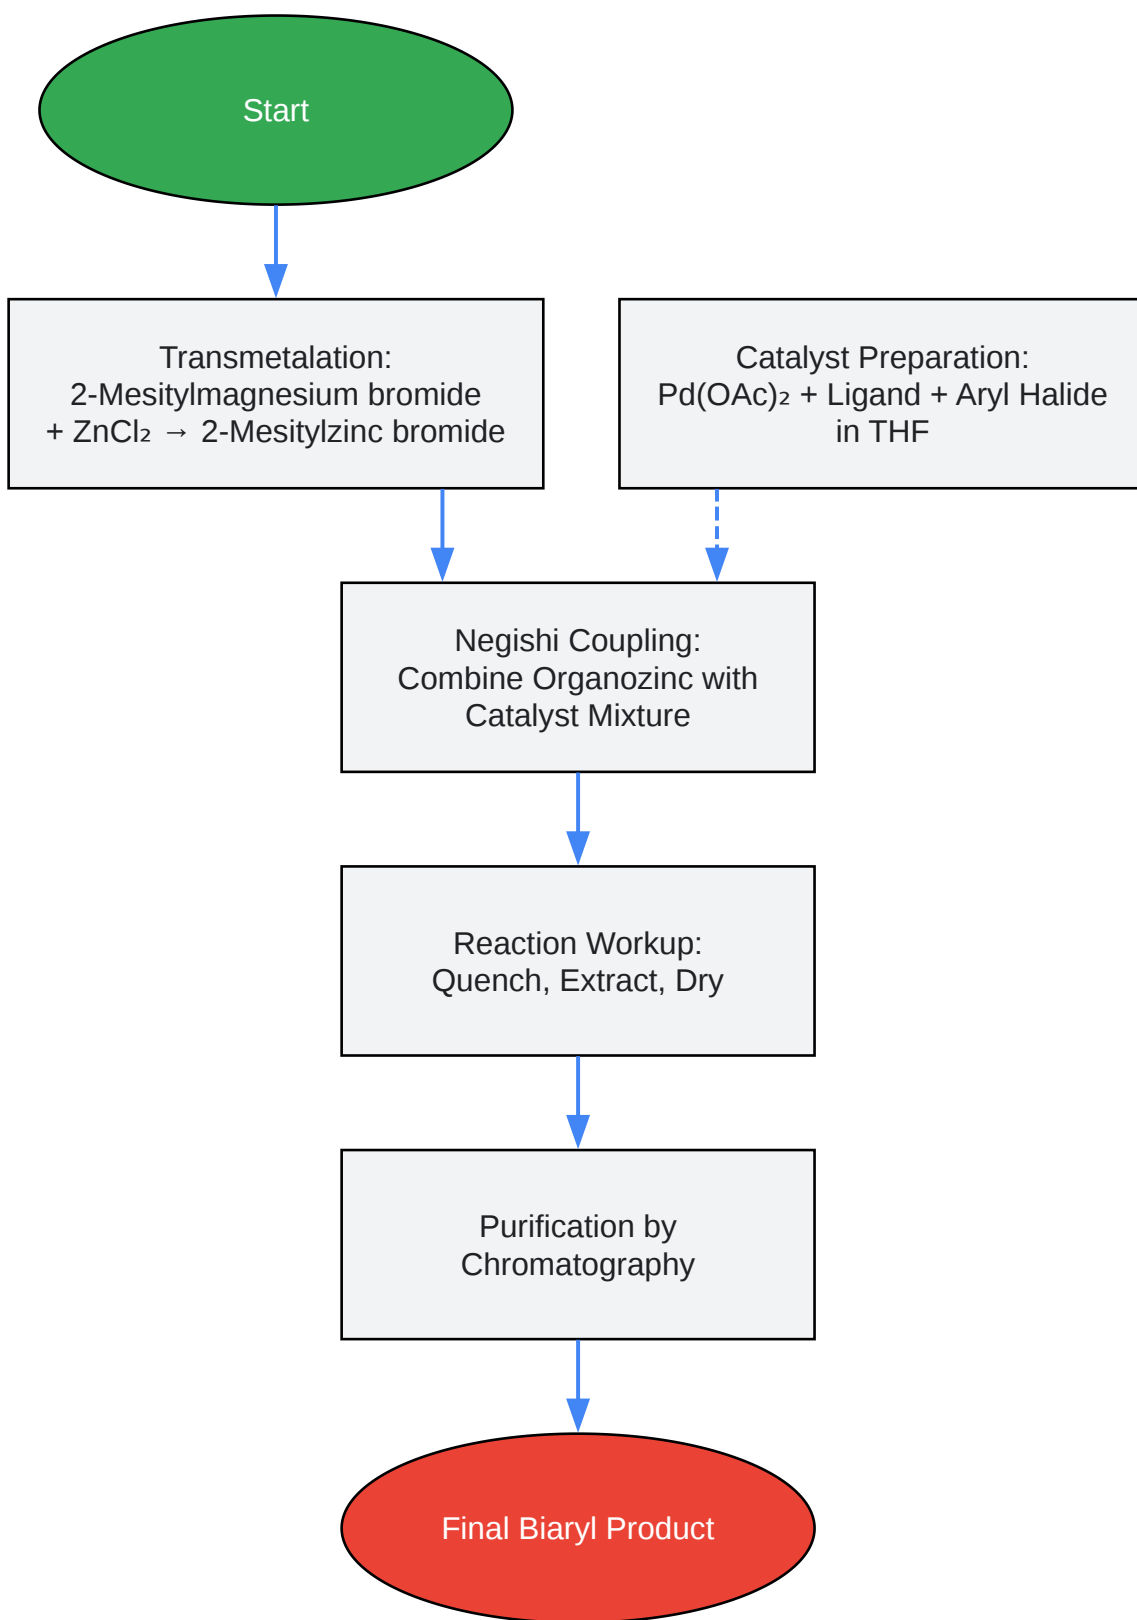 Start
Transmetalation:
2-Mesitylmagnesium bromide
+ ZnCl₂ → 2-Mesitylzinc bromide
Catalyst Preparation:
Pd(OAc)₂ + Ligand + Aryl Halide
in THF
Negishi Coupling:
Combine Organozinc with
Catalyst Mixture
Reaction Workup:
Quench, Extract, Dry
Purification by
Chromatography
Final Biaryl Product